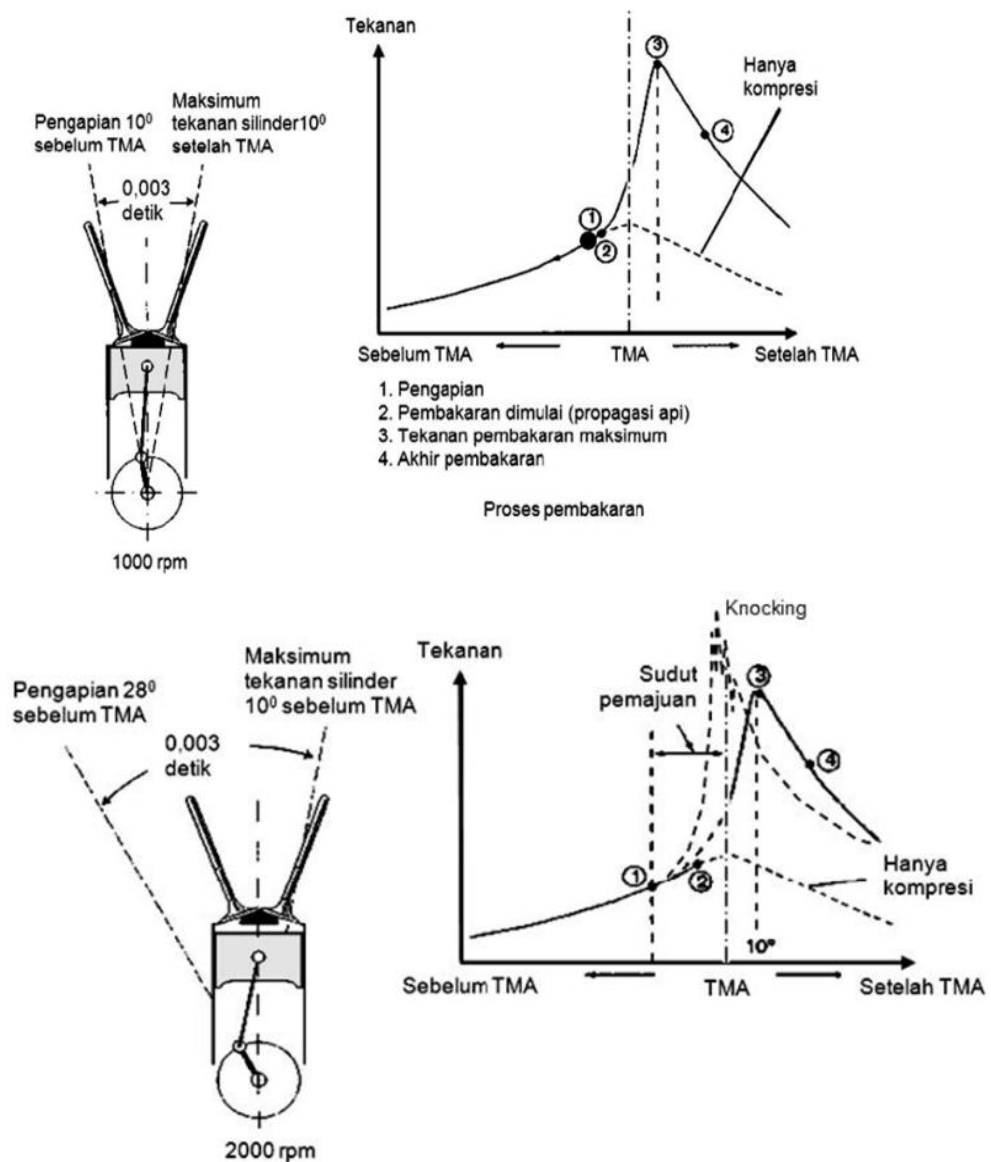 Pengapian 10⁰
sebelum TMA
Maksimum
tekanan silinder10⁰
setelah TMA
0,003
detik
1000 rpm
Tekanan
3
Hanya
kompresi
4
1
2
Sebelum TMA
TMA
Setelah TMA
1. Pengapian
2. Pembakaran dimulai (propagasi api)
3. Tekanan pembakaran maksimum
4. Akhir pembakaran
Proses pembakaran
Pengapian 28⁰
sebelum TMA
Maksimum
tekanan silinder
10⁰ sebelum TMA
0,003
detik
2000 rpm
Knocking
Tekanan
Sudut
pemajuan
3
4
1
2
Hanya
kompresi
10°
Sebelum TMA
TMA
Setelah TMA